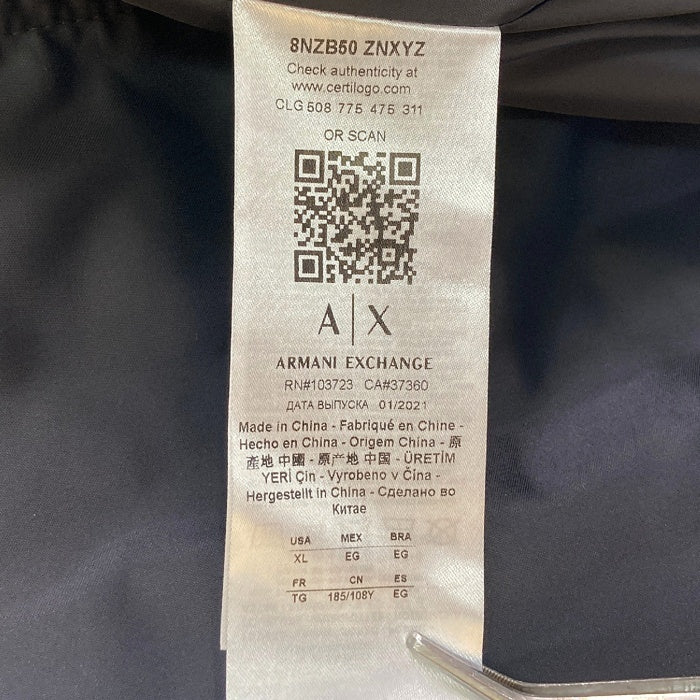 8NZB50 ZNXYZ
Check authenticity at
www.certilogo.com
CLG 508 775 475 311
OR SCAN
A|X
ARMANI EXCHANGE
RN#103723 CA#37360
ДАТА ВЫПУСКА 01/2021
Made in China - Fabriqué en Chine -
Hecho en China - Origem China - 原
產地 中國 - 原产地 中国 - ÜRETİM
YERİ Çin - Vyrobeno v Čína -
Hergestellt in China - Сделано во
Китае
USA MEX BRA
XL EG EG
FR CN ES
TG 185/108Y EG